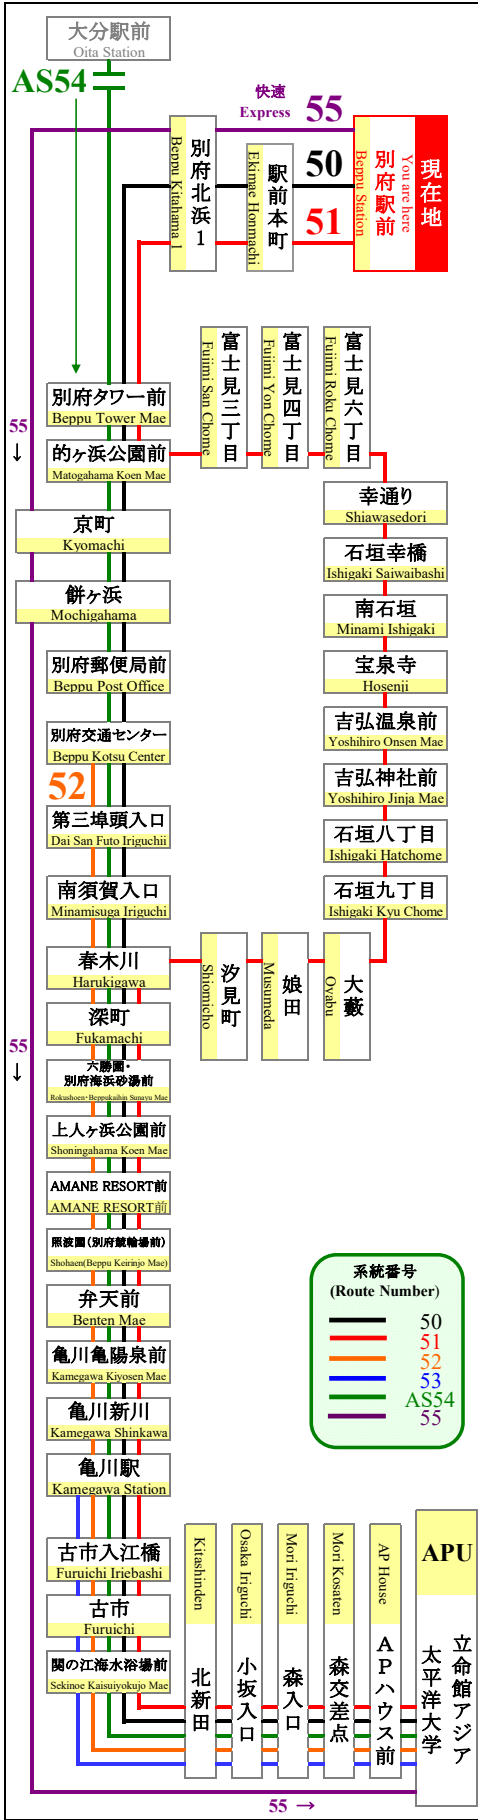 大分駅前
Oita Station
AS54
快速
Express
55
別府北浜1
Beppu Kitahama 1
駅前本町
Ekimae Honmachi
50
51
別府駅前
Beppu Station
現在地
You are here
別府タワー前
Beppu Tower Mae
55
↓
的ヶ浜公園前
Matogahama Koen Mae
富士見三丁目
Fujimi San Chome
富士見四丁目
Fujimi Yon Chome
富士見六丁目
Fujimi Roku Chome
幸通り
Shiawasedori
石垣幸橋
Ishigaki Saiwaibashi
南石垣
Minami Ishigaki
宝泉寺
Hosenji
吉弘温泉前
Yoshihiro Onsen Mae
吉弘神社前
Yoshihiro Jinja Mae
石垣八丁目
Ishigaki Hatchome
石垣九丁目
Ishigaki Kyu Chome
大藪
Oyabu
娘田
Musumeda
汐見町
Shiomicho
京町
Kyomachi
餅ヶ浜
Mochigahama
別府郵便局前
Beppu Post Office
別府交通センター
Beppu Kotsu Center
52
第三埠頭入口
Dai San Futo Iriguchii
南須賀入口
Minamisuga Iriguchi
春木川
Harukigawa
深町
Fukamachi
55
↓
六勝園・
別府海浜砂湯前
Rokushoen・Beppukaihin Sunayu Mae
上人ヶ浜公園前
Shoningahama Koen Mae
AMANE RESORT前
AMANE RESORT前
照波園(別府競輪場前)
Shohaen(Beppu Keirinjo Mae)
弁天前
Benten Mae
亀川亀陽泉前
Kamegawa Kiyosen Mae
亀川新川
Kamegawa Shinkawa
亀川駅
Kamegawa Station
古市入江橋
Furuichi Iriebashi
古市
Furuichi
関の江海水浴場前
Sekinoe Kaisuiyokujo Mae
系統番号
(Route Number)
50
51
52
53
AS54
55
Kitashinden
北新田
Osaka Iriguchi
小坂入口
Mori Iriguchi
森入口
Mori Kosaten
森交差点
AP House
APハウス前
APU
立命館アジア
太平洋大学
55 →